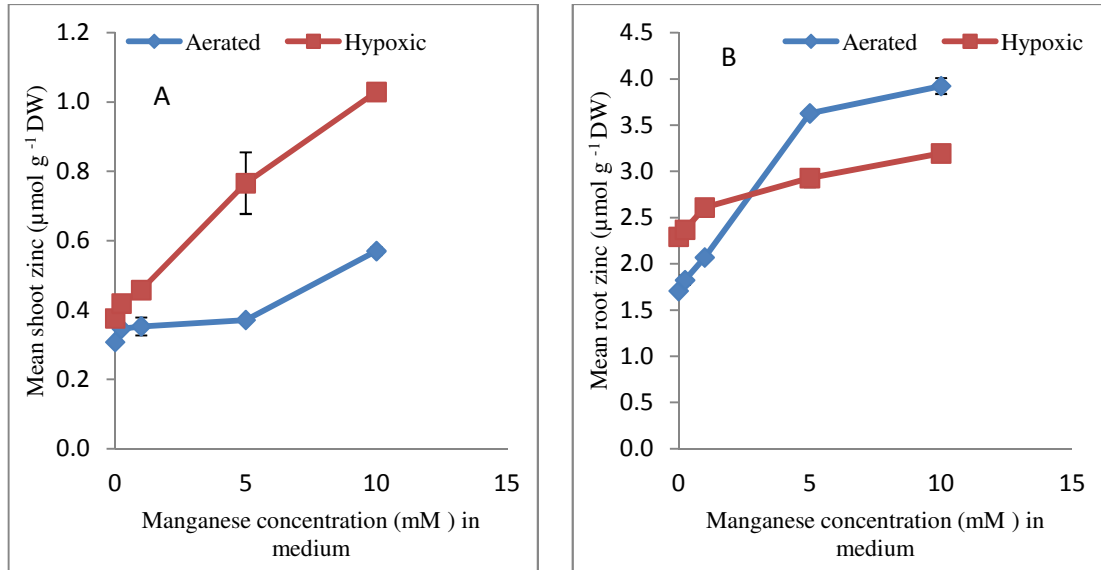 Aerated
Hypoxic
A
Mean shoot zinc (µmol g -1 DW)
1.2
1.0
0.8
0.6
0.4
0.2
0.0
0 5 10 15
Manganese concentration (mM ) in
medium
Aerated
Hypoxic
B
Mean root zinc (µmol g -1 DW)
4.5
4.0
3.5
3.0
2.5
2.0
1.5
1.0
0.5
0.0
0 5 10 15
Manganese concentration (mM ) in
medium